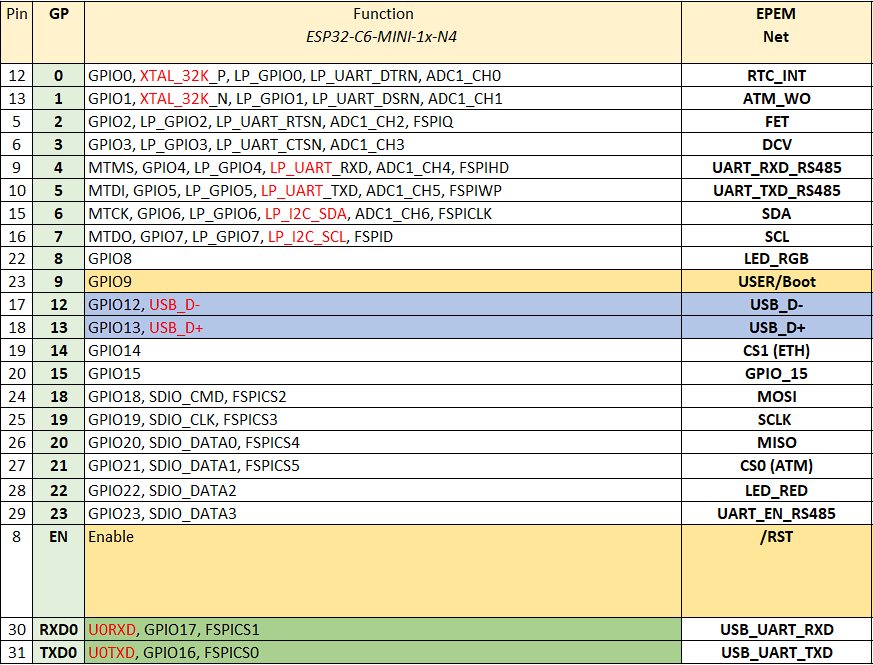 Pin GP Function EPEM
ESP32-C6-MINI-1x-N4 Net
12 0 GPIO0, XTAL_32K_P, LP_GPIO0, LP_UART_DTRN, ADC1_CH0 RTC_INT
13 1 GPIO1, XTAL_32K_N, LP_GPIO1, LP_UART_DSRN, ADC1_CH1 ATM_WO
5 2 GPIO2, LP_GPIO2, LP_UART_RTSN, ADC1_CH2, FSPIQ FET
6 3 GPIO3, LP_GPIO3, LP_UART_CTSN, ADC1_CH3 DCV
9 4 MTMS, GPIO4, LP_GPIO4, LP_UART_RXD, ADC1_CH4, FSPIHD UART_RXD_RS485
10 5 MTDI, GPIO5, LP_GPIO5, LP_UART_TXD, ADC1_CH5, FSPIWP UART_TXD_RS485
15 6 MTCK, GPIO6, LP_GPIO6, LP_I2C_SDA, ADC1_CH6, FSPICLK SDA
16 7 MTDO, GPIO7, LP_GPIO7, LP_I2C_SCL, FSPID SCL
22 8 GPIO8 LED_RGB
23 9 GPIO9 USER/Boot
17 12 GPIO12, USB_D- USB_D-
18 13 GPIO13, USB_D+ USB_D+
19 14 GPIO14 CS1 (ETH)
20 15 GPIO15 GPIO_15
24 18 GPIO18, SDIO_CMD, FSPICS2 MOSI
25 19 GPIO19, SDIO_CLK, FSPICS3 SCLK
26 20 GPIO20, SDIO_DATA0, FSPICS4 MISO
27 21 GPIO21, SDIO_DATA1, FSPICS5 CS0 (ATM)
28 22 GPIO22, SDIO_DATA2 LED_RED
29 23 GPIO23, SDIO_DATA3 UART_EN_RS485
8 EN Enable /RST
30 RXD0 U0RXD, GPIO17, FSPICS1 USB_UART_RXD
31 TXD0 U0TXD, GPIO16, FSPICS0 USB_UART_TXD